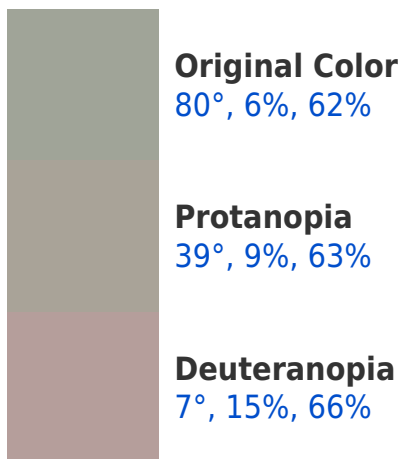 Original Color
80°, 6%, 62%
Protanopia
39°, 9%, 63%
Deuteranopia
7°, 15%, 66%